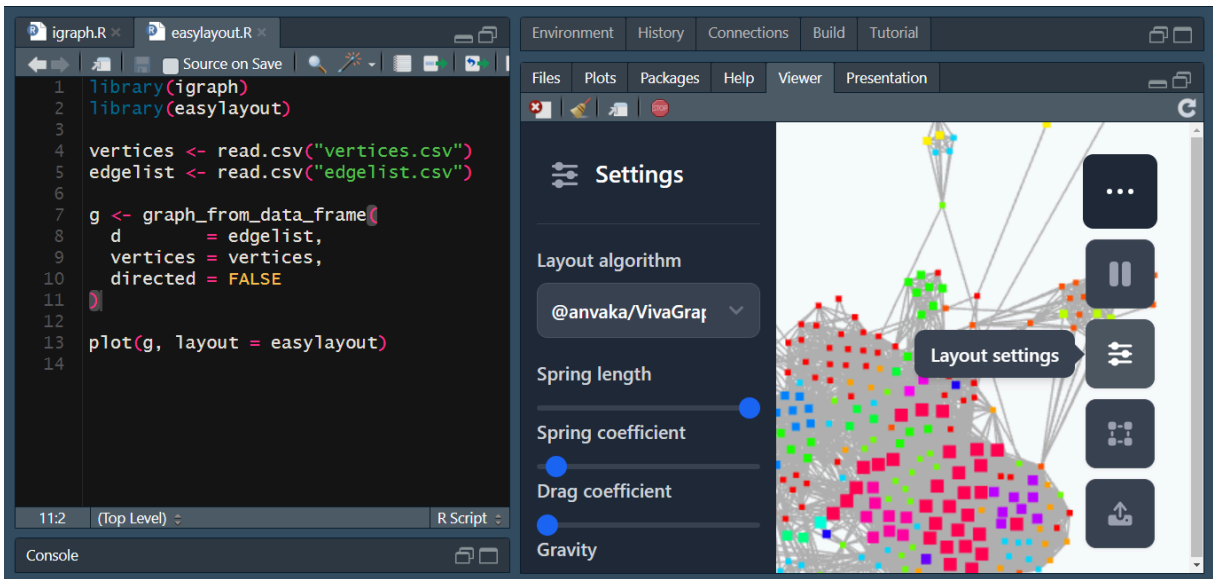 igraph.R
easylayout.R
Source on Save
1 library(igraph)
2 library(easylayout)
3
4 vertices <- read.csv("vertices.csv")
5 edgelist <- read.csv("edgelist.csv")
6
7 g <- graph_from_data_frame(
8   d        = edgelist,
9   vertices = vertices,
10   directed = FALSE
11 )
12
13 plot(g, layout = easylayout)
14
11:2 (Top Level) R Script
Console
Environment History Connections Build Tutorial
Files Plots Packages Help Viewer Presentation
STOP
Settings
Layout algorithm
@anvaka/VivaGrap
Spring length
Spring coefficient
Drag coefficient
Gravity
Layout settings